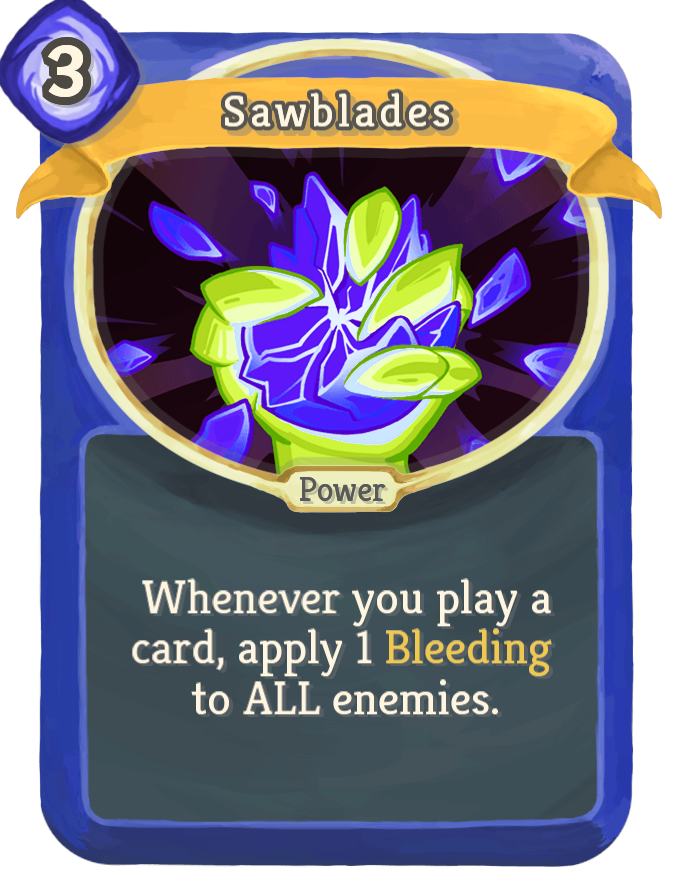 3
Sawblades
Power
Whenever you play a
card, apply 1 Bleeding
to ALL enemies.